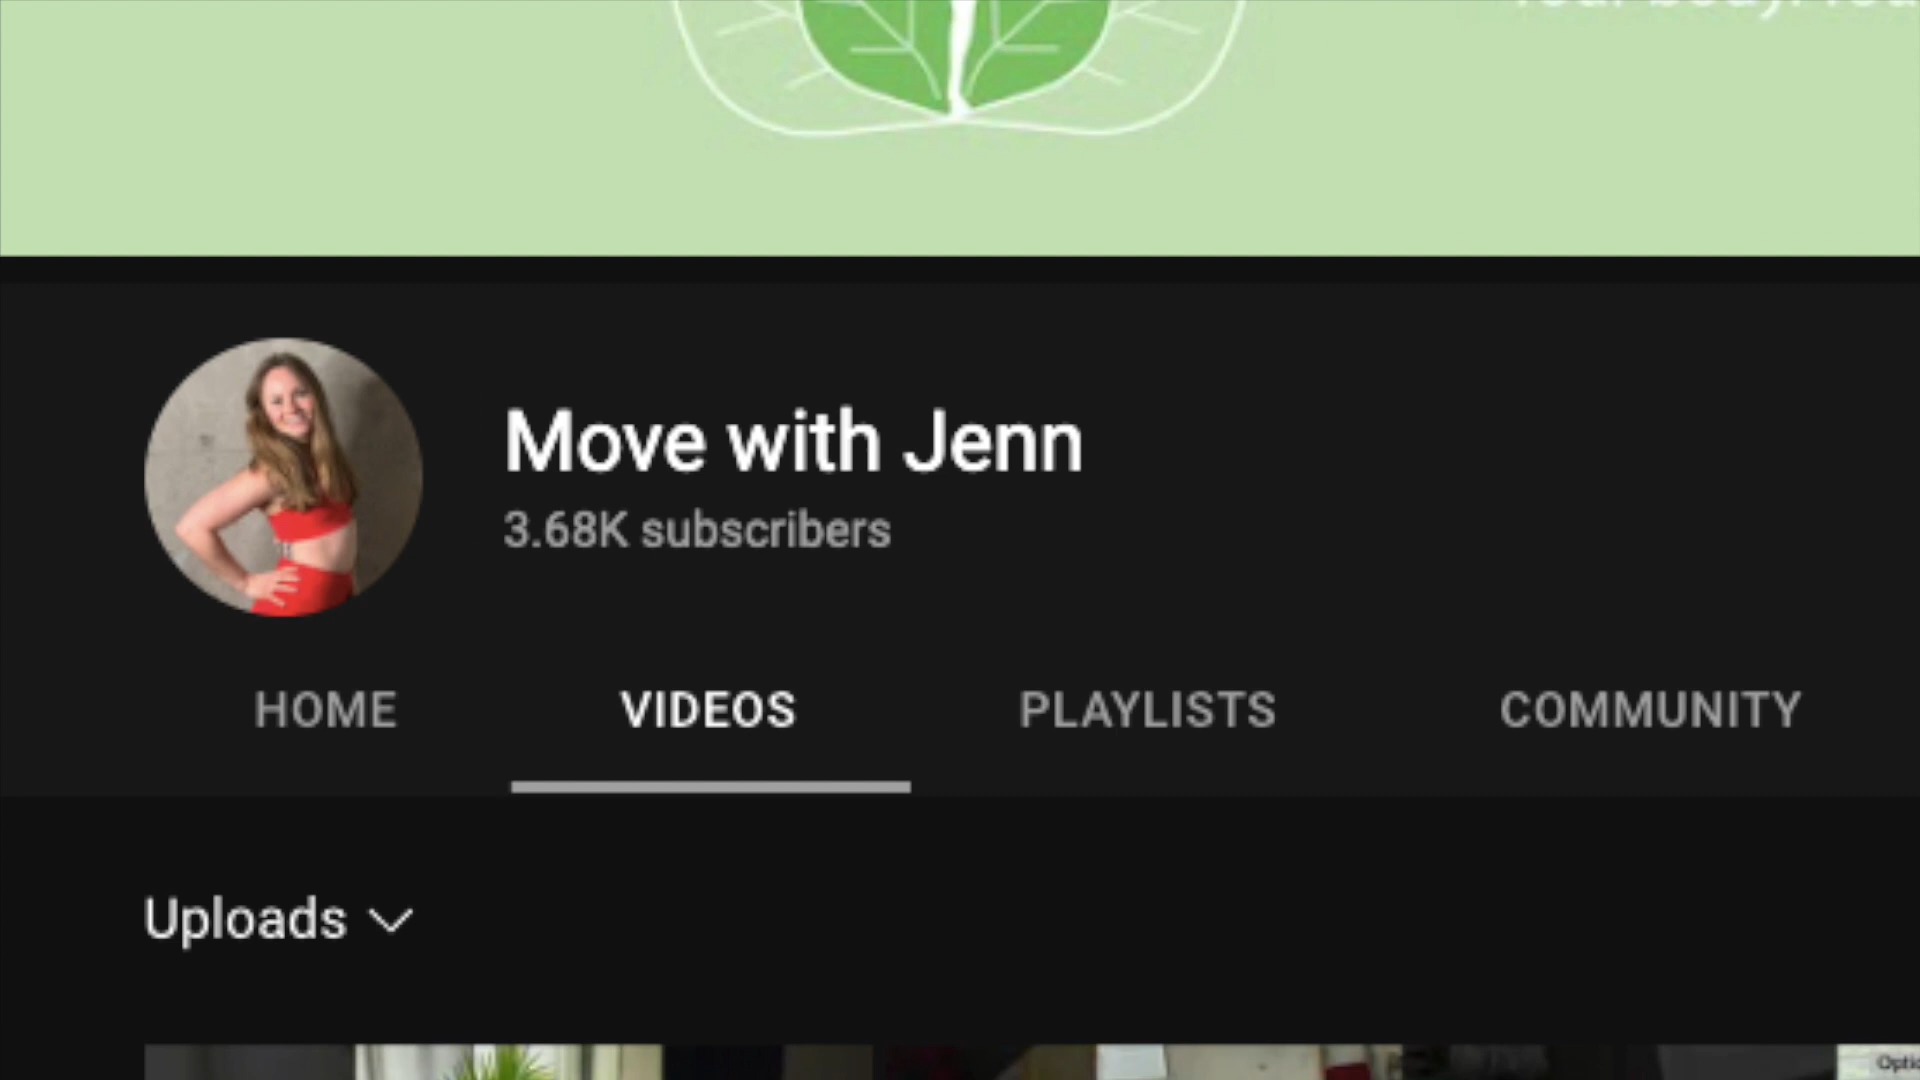 Move with Jenn
3.68K subscribers
HOME VIDEOS PLAYLISTS COMMUNITY
Uploads